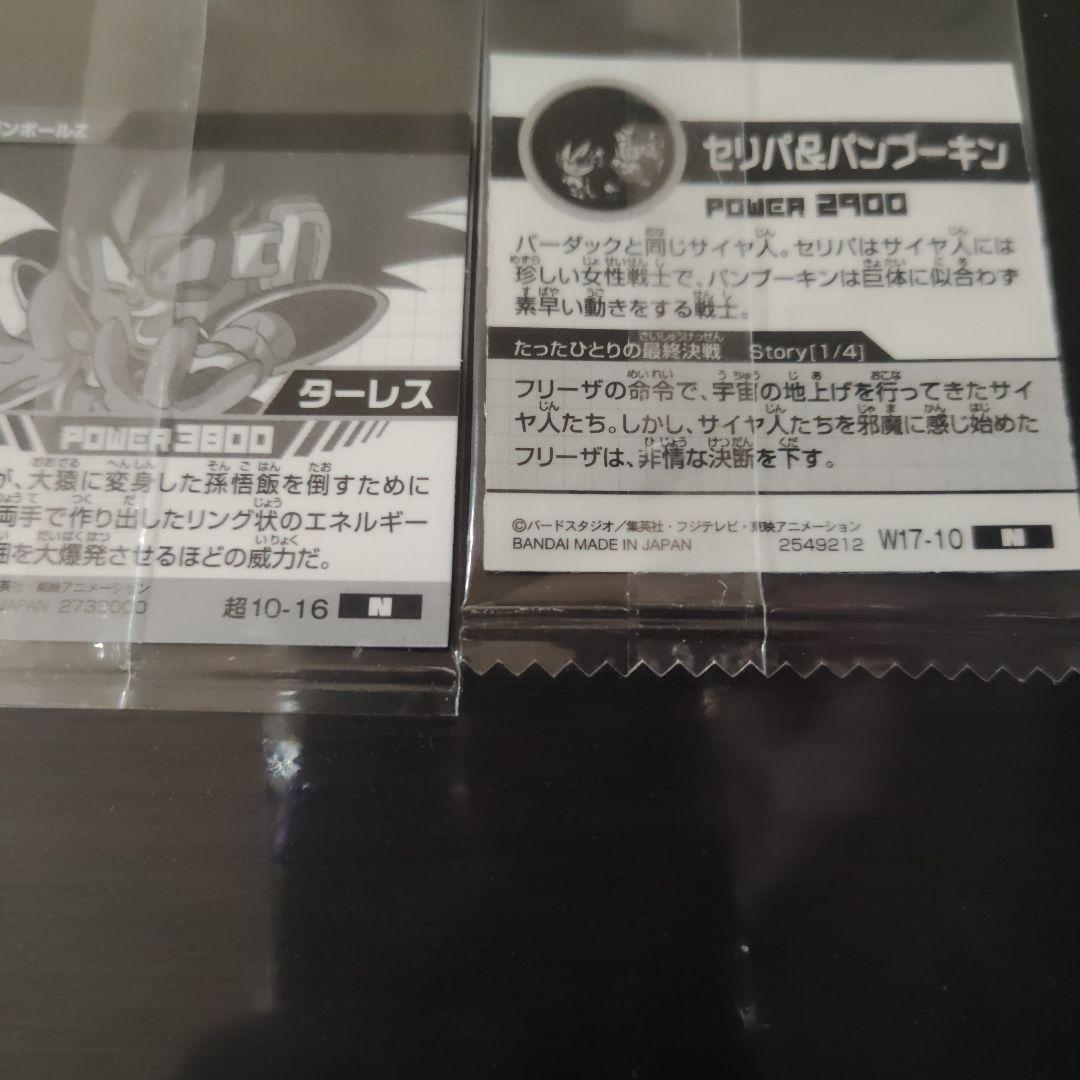 ンボールZ
ターレス
POWER 3800
が、大猿に変身した孫悟飯を倒すために
両手で作り出したリング状のエネルギー
囲を大爆発させるほどの威力だ。
英社・東映アニメーション
JAPAN
超10-16 N
セリパ&パンブーキン
POWER 2900
バーダックと同じサイヤ人。セリパはサイヤ人には
珍しい女性戦士で、パンブーキンは巨体に似合わず
素早い動きをする戦士。
たったひとりの最終決戦 Story[1/4]
フリーザの命令で、宇宙の地上げを行ってきたサイ
ヤ人たち。しかし、サイヤ人たちを邪魔に感じ始めた
フリーザは、非情な決断を下す。
©バードスタジオ/集英社・フジテレビ・東映アニメーション
BANDAI MADE IN JAPAN 2549212 W17-10 N